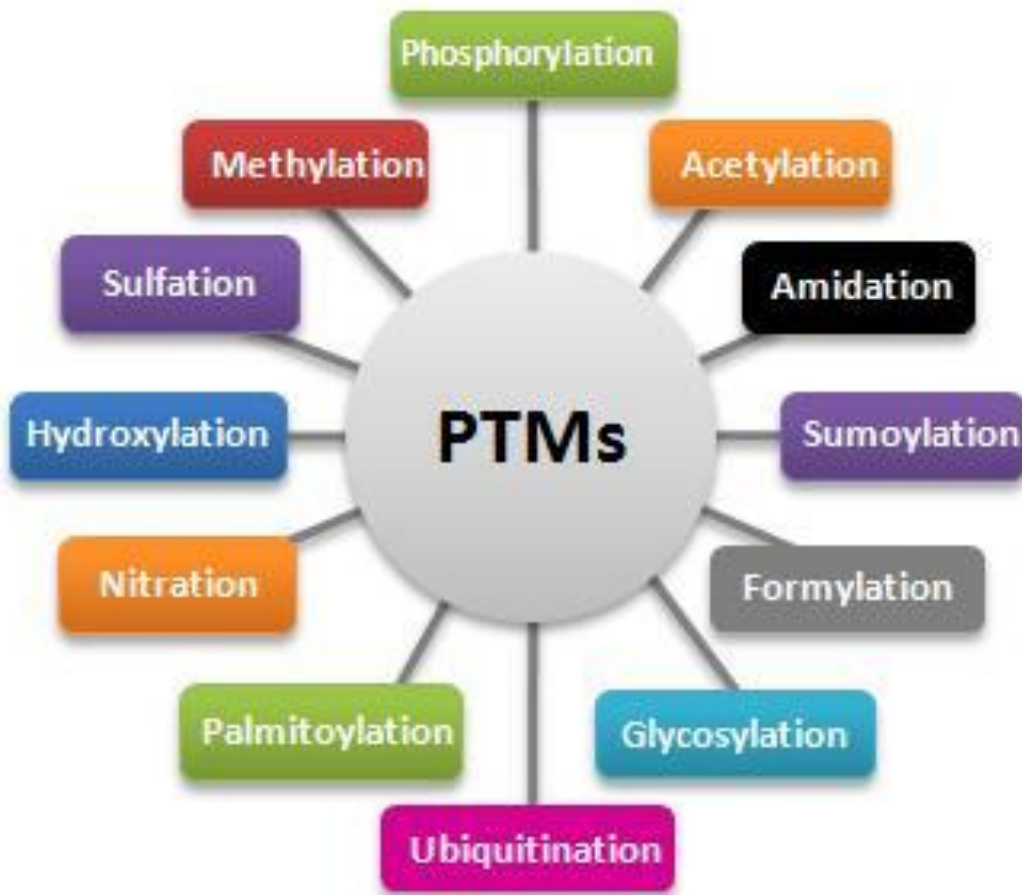 Phosphorylation
Methylation
Acetylation
Sulfation
Amidation
Hydroxylation
PTMs
Sumoylation
Nitration
Formylation
Palmitoylation
Glycosylation
Ubiquitination